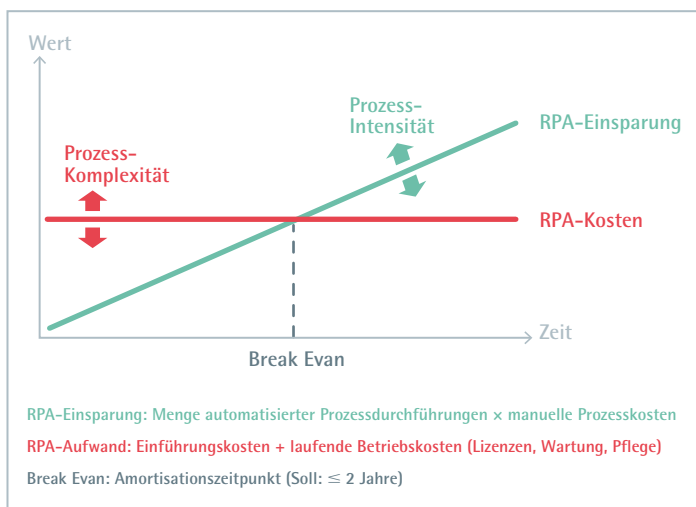 Wert
Prozess-
Intensität
RPA-Einsparung
Prozess-
Komplexität
RPA-Kosten
Zeit
Break Evan
RPA-Einsparung: Menge automatisierter Prozessdurchführungen × manuelle Prozesskosten
RPA-Aufwand: Einführungskosten + laufende Betriebskosten (Lizenzen, Wartung, Pflege)
Break Evan: Amortisationszeitpunkt (Soll: ≤ 2 Jahre)